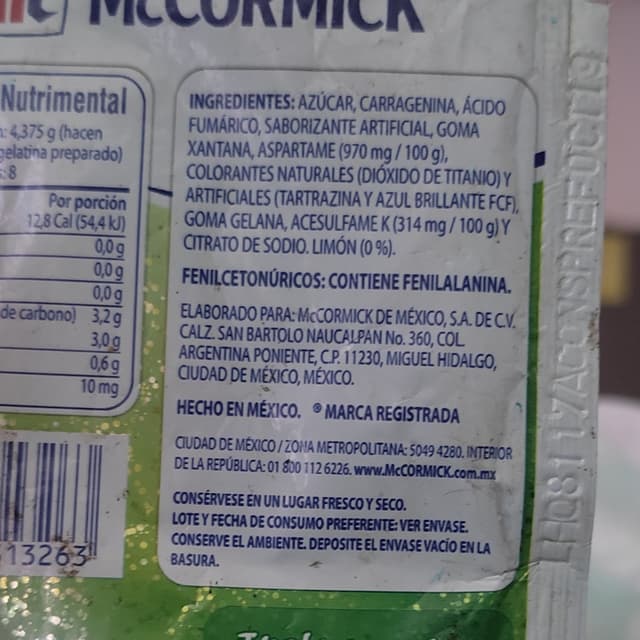 McCORMICK
Nutrimental
4,375 g (hacen
gelatina preparado)
: 8
Por porción
12,8 Cal (54,4 kJ)
0,0 g
0,0 g
0,0 g
de carbono) 3,2 g
3,0 g
0,6 g
10 mg
13263
INGREDIENTES: AZÚCAR, CARRAGENINA, ÁCIDO
FUMÁRICO, SABORIZANTE ARTIFICIAL, GOMA
XANTANA, ASPARTAME (970 mg / 100 g),
COLORANTES NATURALES (DIÓXIDO DE TITANIO) Y
ARTIFICIALES (TARTRAZINA Y AZUL BRILLANTE FCF),
GOMA GELANA, ACESULFAME K (314 mg / 100 g) Y
CITRATO DE SODIO. LIMÓN (0 %).
FENILCETONÚRICOS: CONTIENE FENILALANINA.
ELABORADO PARA: McCORMICK DE MÉXICO, S.A. DE C.V.
CALZ. SAN BARTOLO NAUCALPAN No. 360, COL.
ARGENTINA PONIENTE, C.P. 11230, MIGUEL HIDALGO,
CIUDAD DE MÉXICO, MÉXICO.
HECHO EN MÉXICO. ® MARCA REGISTRADA
CIUDAD DE MÉXICO / ZONA METROPOLITANA: 5049 4280. INTERIOR
DE LA REPÚBLICA: 01 800 112 6226. www.McCORMICK.com.mx
CONSÉRVESE EN UN LUGAR FRESCO Y SECO.
LOTE Y FECHA DE CONSUMO PREFERENTE: VER ENVASE.
CONSERVE EL AMBIENTE. DEPOSITE EL ENVASE VACÍO EN LA
BASURA.